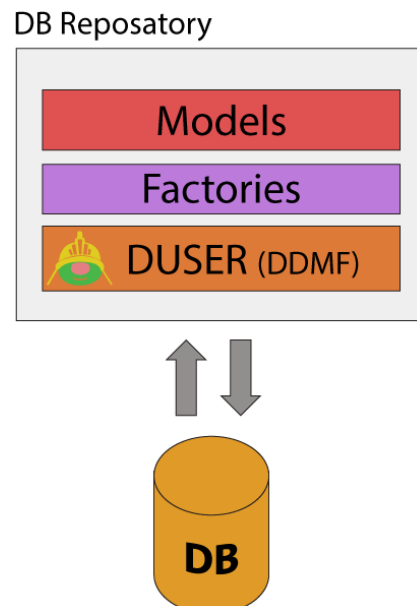 DB Reposatory
Models
Factories
DUSER (DDMF)
DB